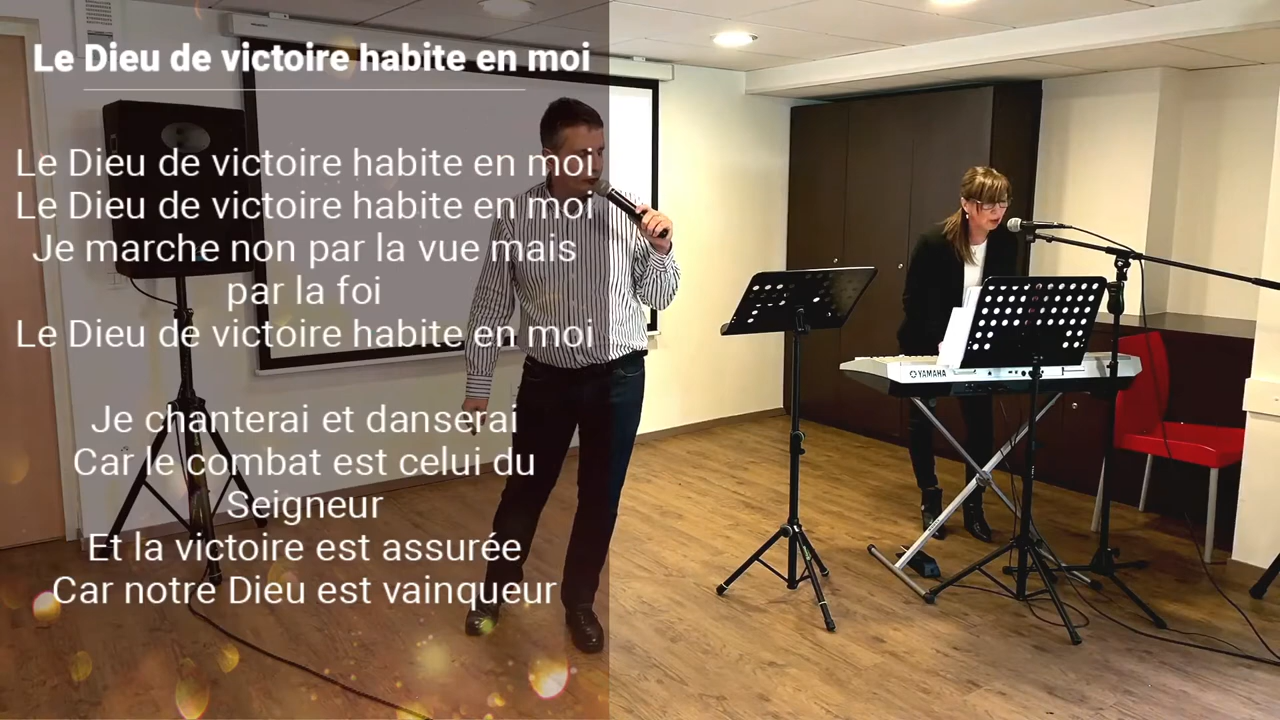 Le Dieu de victoire habite en moi
Le Dieu de victoire habite en moi
Le Dieu de victoire habite en moi
Je marche non par la vue mais
par la foi
Le Dieu de victoire habite en moi
Je chanterai et danserai
Car le combat est celui du
Seigneur
Et la victoire est assurée
Car notre Dieu est vainqueur
YAMAHA